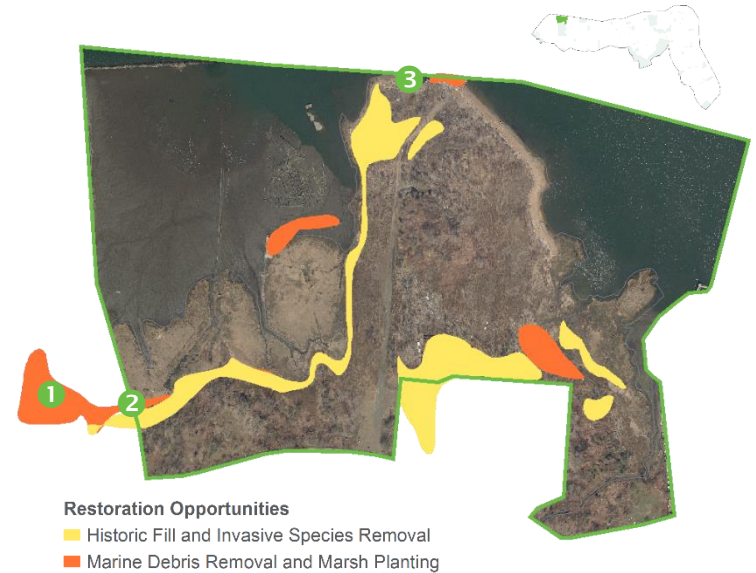 3
1
2
Restoration Opportunities
Historic Fill and Invasive Species Removal
Marine Debris Removal and Marsh Planting